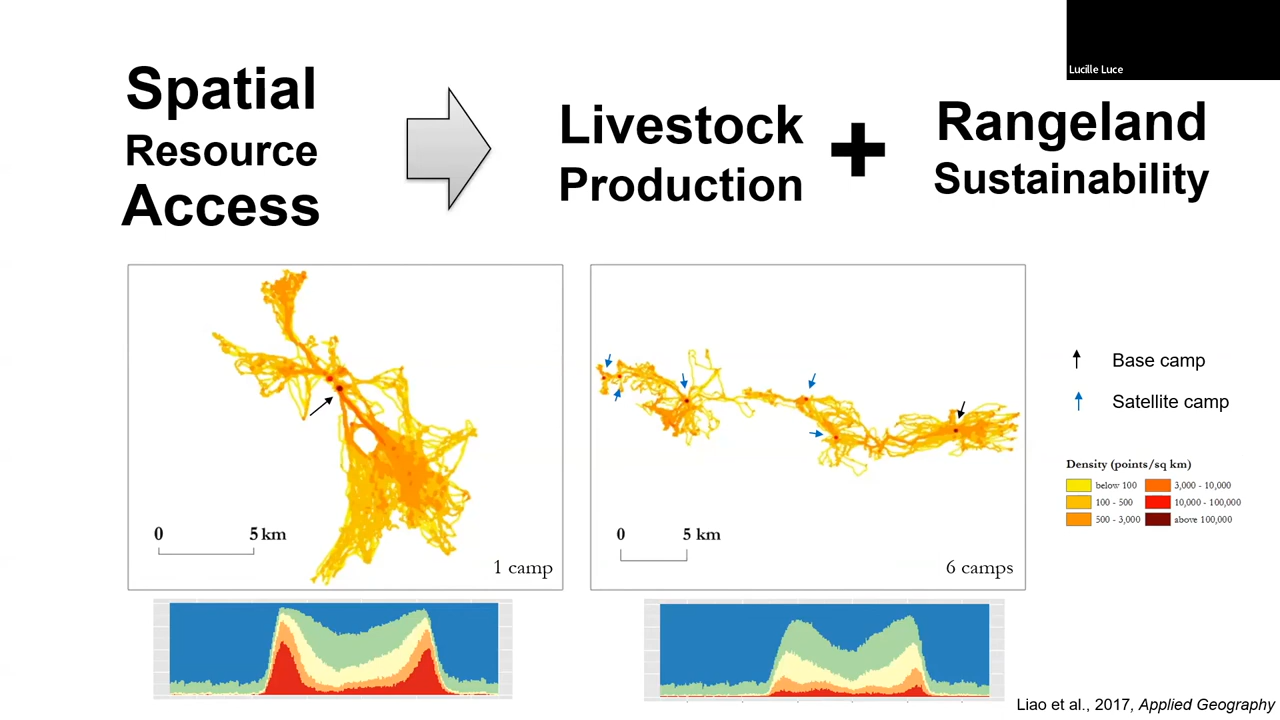 Lucille Luce
Spatial
Resource
Access
Livestock
Production
+
Rangeland
Sustainability
0
5 km
1 camp
0
5 km
6 camps
Base camp
Satellite camp
Density (points/sq km)
below 100
3,000 - 10,000
100 - 500
10,000 - 100,000
500 - 3,000
above 100,000
Liao et al., 2017, Applied Geography